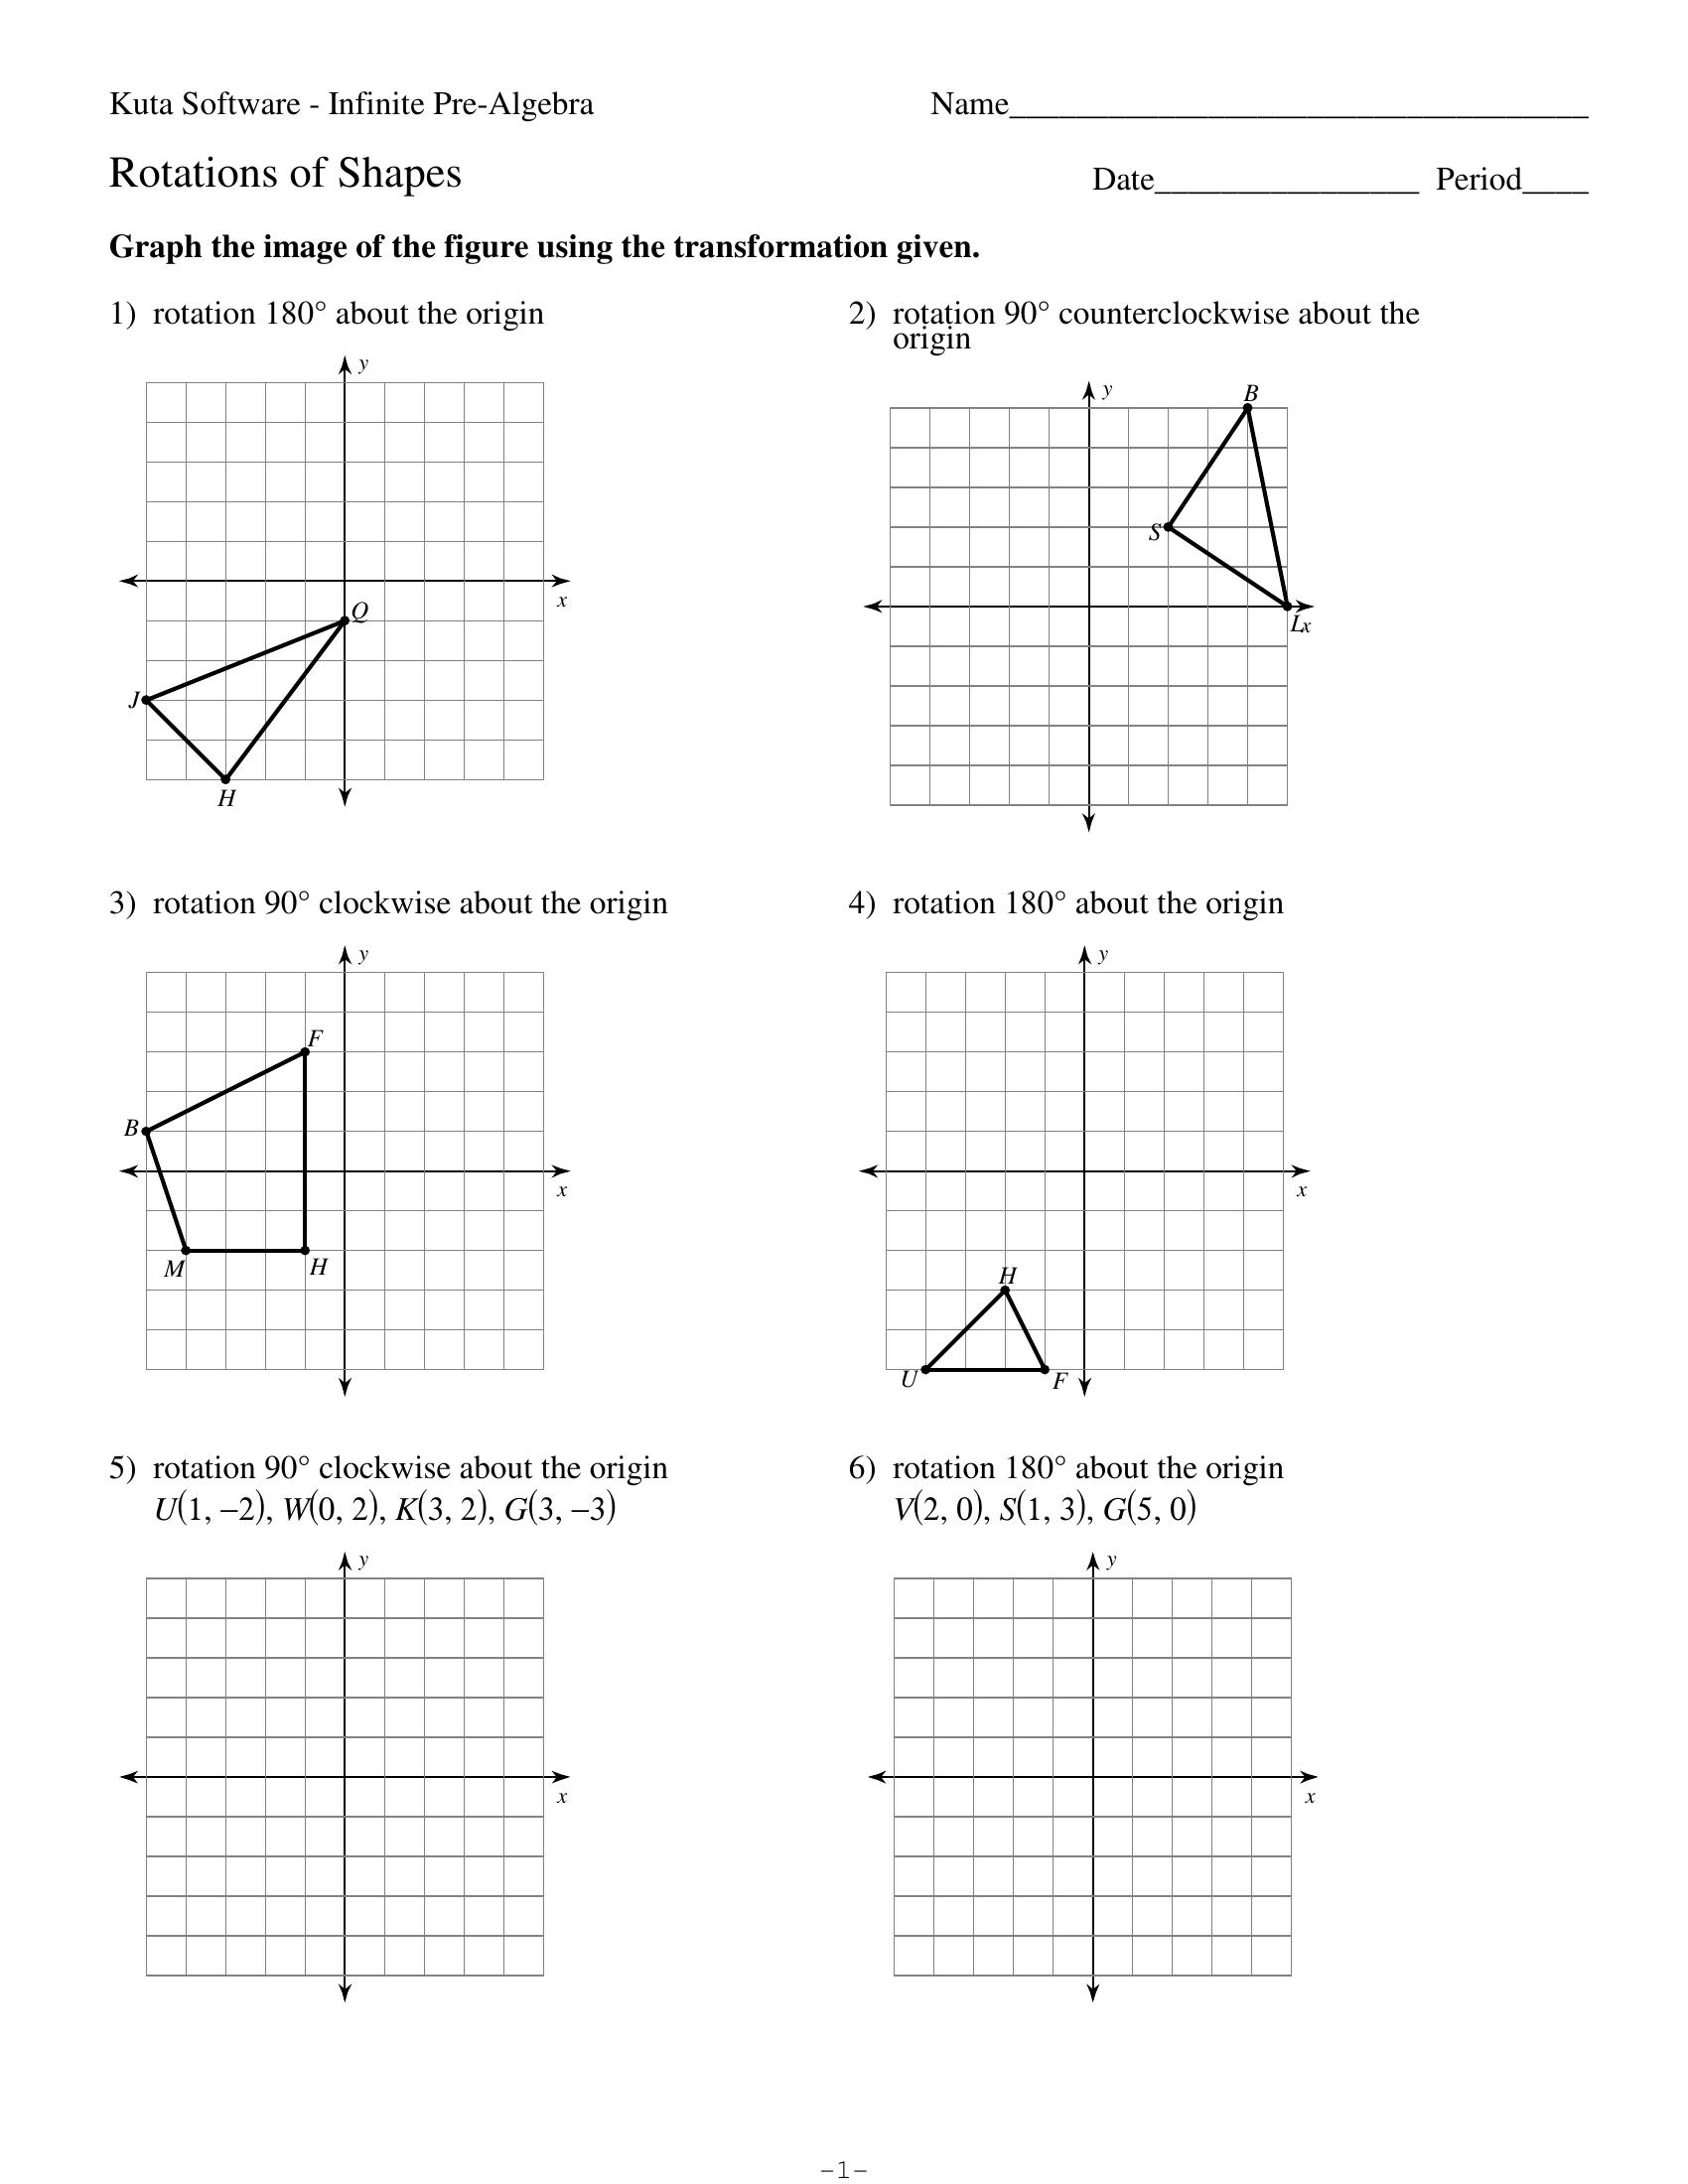 Kuta Software - Infinite Pre-Algebra
Name___________________________________
Rotations of Shapes
Date________________ Period____
Graph the image of the figure using the transformation given.
1) rotation 180° about the origin
y
x
Q
J
H
2) rotation 90° counterclockwise about the
origin
y
B
S
L
x
3) rotation 90° clockwise about the origin
y
F
B
x
M
H
4) rotation 180° about the origin
y
x
H
U
F
5) rotation 90° clockwise about the origin
U(1, −2), W(0, 2), K(3, 2), G(3, −3)
y
x
6) rotation 180° about the origin
V(2, 0), S(1, 3), G(5, 0)
y
x
-1-